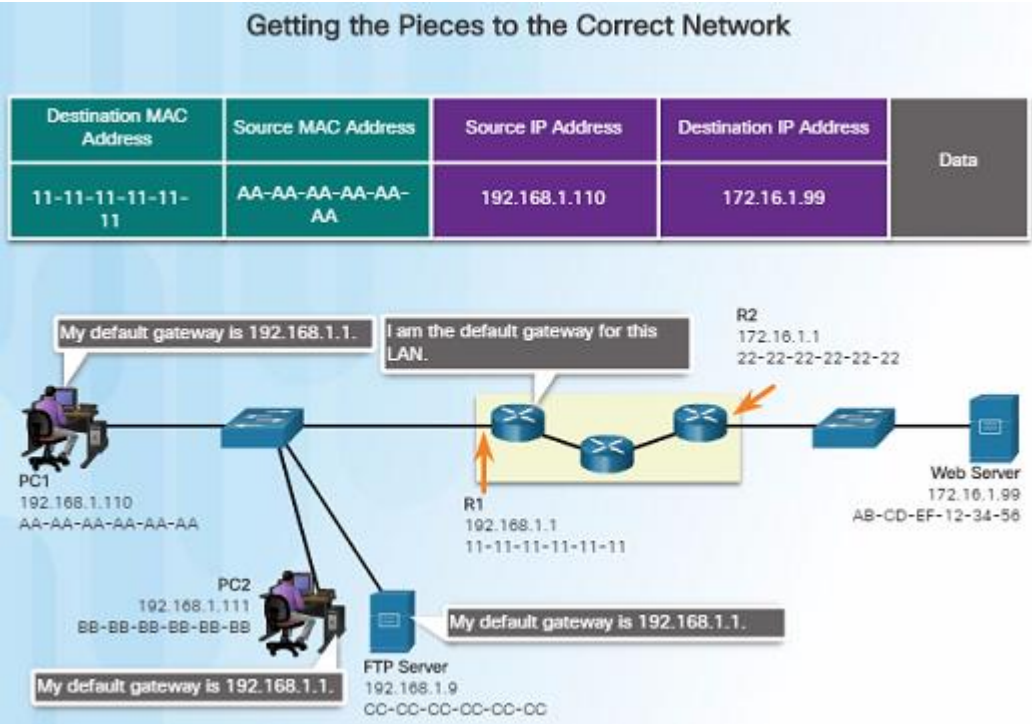 Getting the Pieces to the Correct Network
Destination MAC
Address
Source MAC Address
Source IP Address
Destination IP Address
Data
11-11-11-11-11-
11
AA-AA-AA-AA-AA-
AA
192.168.1.110
172.16.1.99
My default gateway is 192.168.1.1.
I am the default gateway for this
LAN.
R2
172.16.1.1
22-22-22-22-22-22
PC1
192.168.1.110
AA-AA-AA-AA-AA-AA
R1
192.168.1.1
11-11-11-11-11-11
Web Server
172.16.1.99
AB-CD-EF-12-34-56
PC2
192.168.1.111
BB-BB-BB-BB-BB-BB
My default gateway is 192.168.1.1.
My default gateway is 192.168.1.1.
FTP Server
192.168.1.9
CC-CC-CC-CC-CC-CC